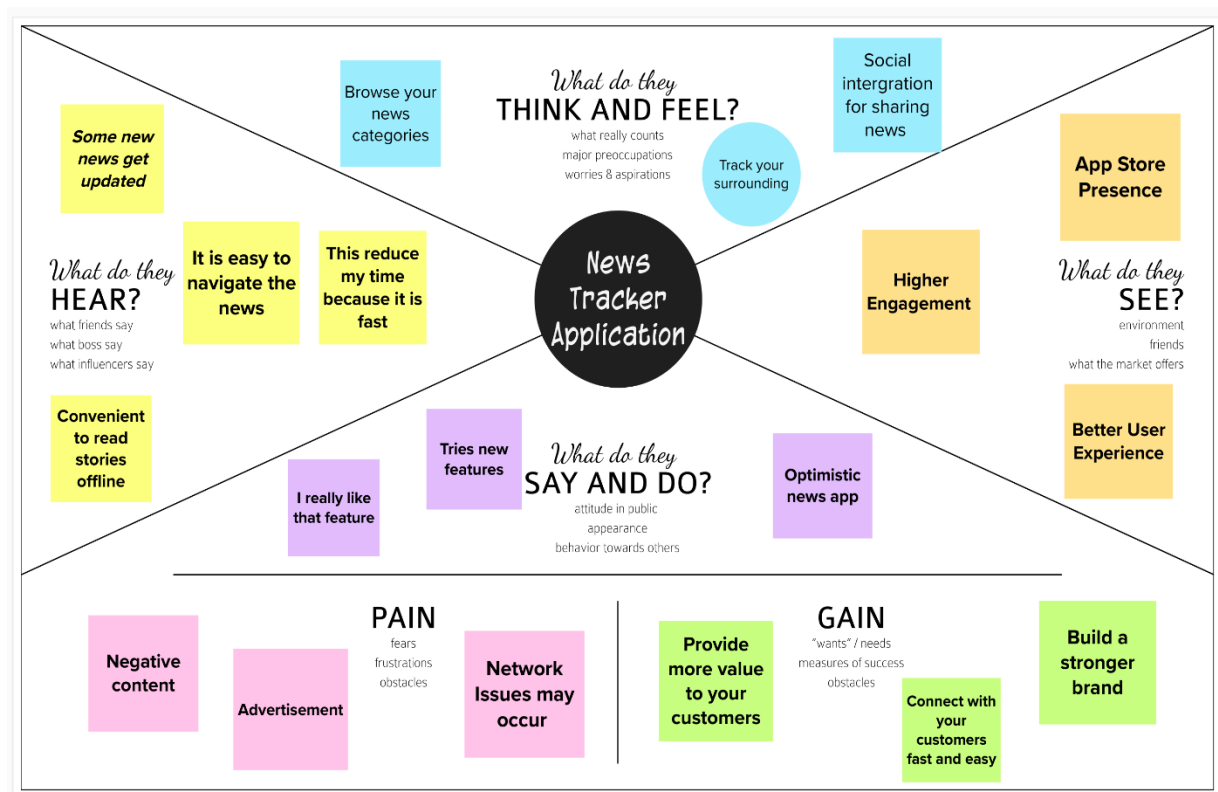 What do they
THINK AND FEEL?
what really counts
major preoccupations
worries & aspirations
Browse your
news
categories
Track your
surrounding
Social
intergration
for sharing
news
Some new
news get
updated
It is easy to
navigate the
news
This reduce
my time
because it is
fast
What do they
HEAR?
what friends say
what boss say
what influencers say
Convenient
to read
stories
offline
News
Tracker
Application
App Store
Presence
Higher
Engagement
What do they
SEE?
environment
friends
what the market offers
Better User
Experience
Tries new
features
I really like
that feature
What do they
SAY AND DO?
attitude in public
appearance
behavior towards others
Optimistic
news app
PAIN
fears
frustrations
obstacles
Negative
content
Advertisement
Network
Issues may
occur
GAIN
"wants" / needs
measures of success
obstacles
Provide
more value
to your
customers
Connect with
your
customers
fast and easy
Build a
stronger
brand